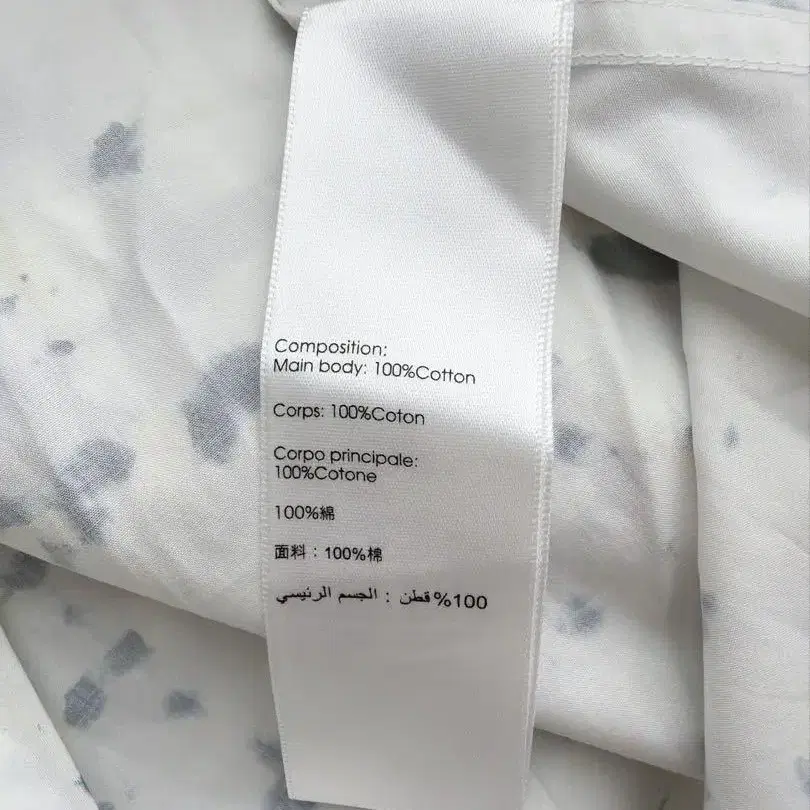 Composition:
Main body: 100%Cotton
Corps: 100%Coton
Corpo principale:
100%Cotone
100%綿
面料：100%棉
100% قطن : الجسم الرئيسي